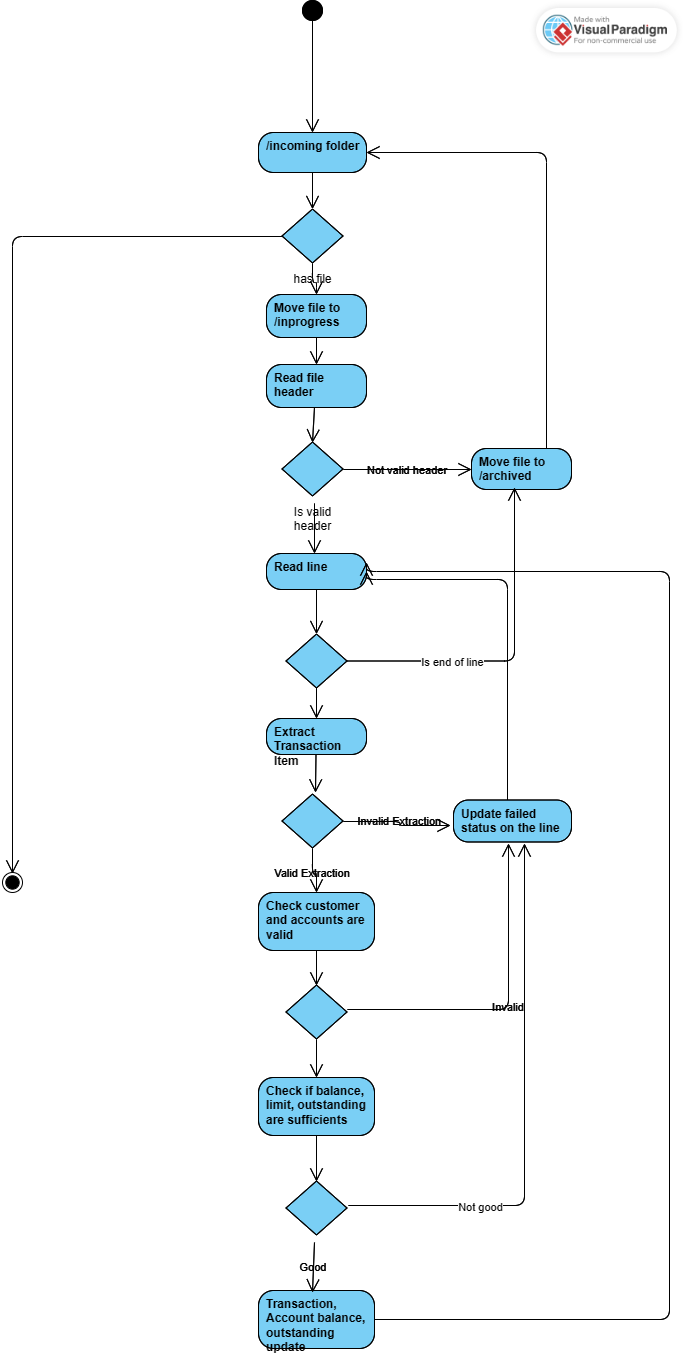 Made with
VisualParadigm
For non-commercial use
/incoming folder
has file
Move file to
/inprogress
Read file
header
Not valid header
Move file to
/archived
Is valid
header
Read line
Is end of line
Extract
Transaction
Item
Invalid Extraction
Update failed
status on the line
Valid Extraction
Check customer
and accounts are
valid
Invalid
Check if balance,
limit, outstanding
are sufficients
Not good
Good
Transaction,
Account balance,
outstanding
update